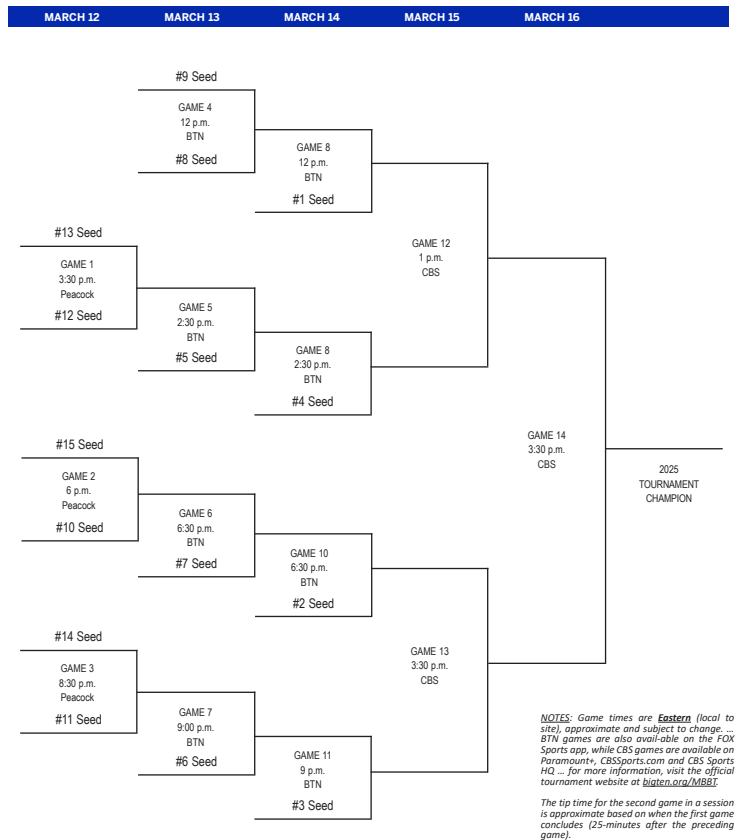 MARCH 12 MARCH 13 MARCH 14 MARCH 15 MARCH 16
#9 Seed
GAME 4
12 p.m.
BTN
#8 Seed
GAME 8
12 p.m.
BTN
#1 Seed
#13 Seed
GAME 1
3:30 p.m.
Peacock
#12 Seed
GAME 5
2:30 p.m.
BTN
#5 Seed
GAME 8
2:30 p.m.
BTN
#4 Seed
GAME 12
1 p.m.
CBS
#15 Seed
GAME 2
6 p.m.
Peacock
#10 Seed
GAME 6
6:30 p.m.
BTN
#7 Seed
GAME 10
6:30 p.m.
BTN
#2 Seed
#14 Seed
GAME 3
8:30 p.m.
Peacock
#11 Seed
GAME 7
9:00 p.m.
BTN
#6 Seed
GAME 11
9 p.m.
BTN
#3 Seed
GAME 13
3:30 p.m.
CBS
GAME 14
3:30 p.m.
CBS
2025
TOURNAMENT
CHAMPION
NOTES: Game times are Eastern (local to
site), approximate and subject to change. ...
BTN games are also avail-able on the FOX
Sports app, while CBS games are available on
Paramount+, CBSSports.com and CBS Sports
HQ ... for more information, visit the official
tournament website at bigten.org/MBBT.
The tip time for the second game in a session
is approximate based on when the first game
concludes (25-minutes after the preceding
game).